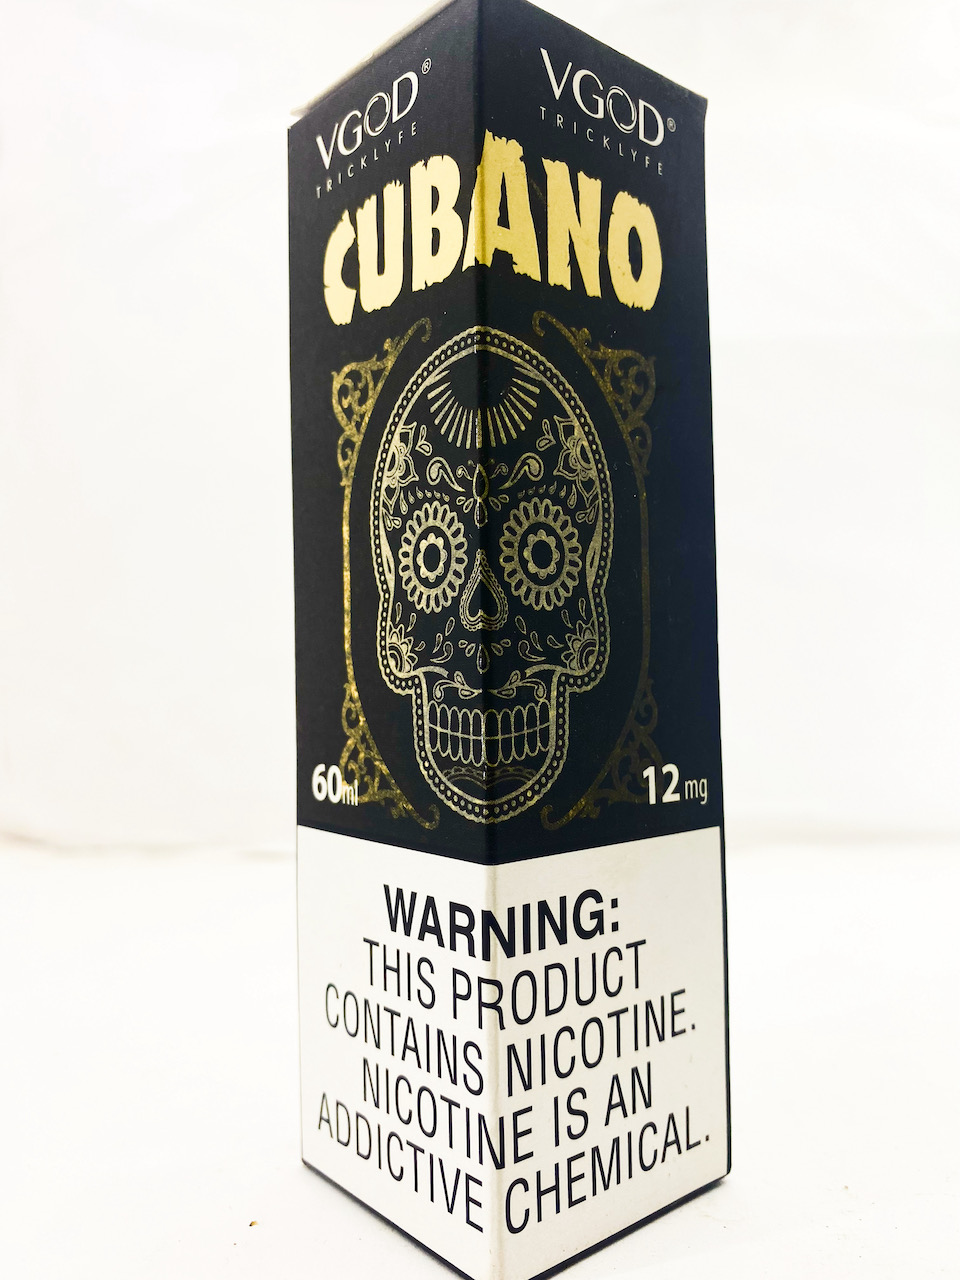 VGOD®
TRICKLYFE
VGOD®
TRICKLYFE
CUBANO
60ml
12mg
WARNING:
THIS PRODUCT
CONTAINS NICOTINE.
NICOTINE IS AN
ADDICTIVE CHEMICAL.